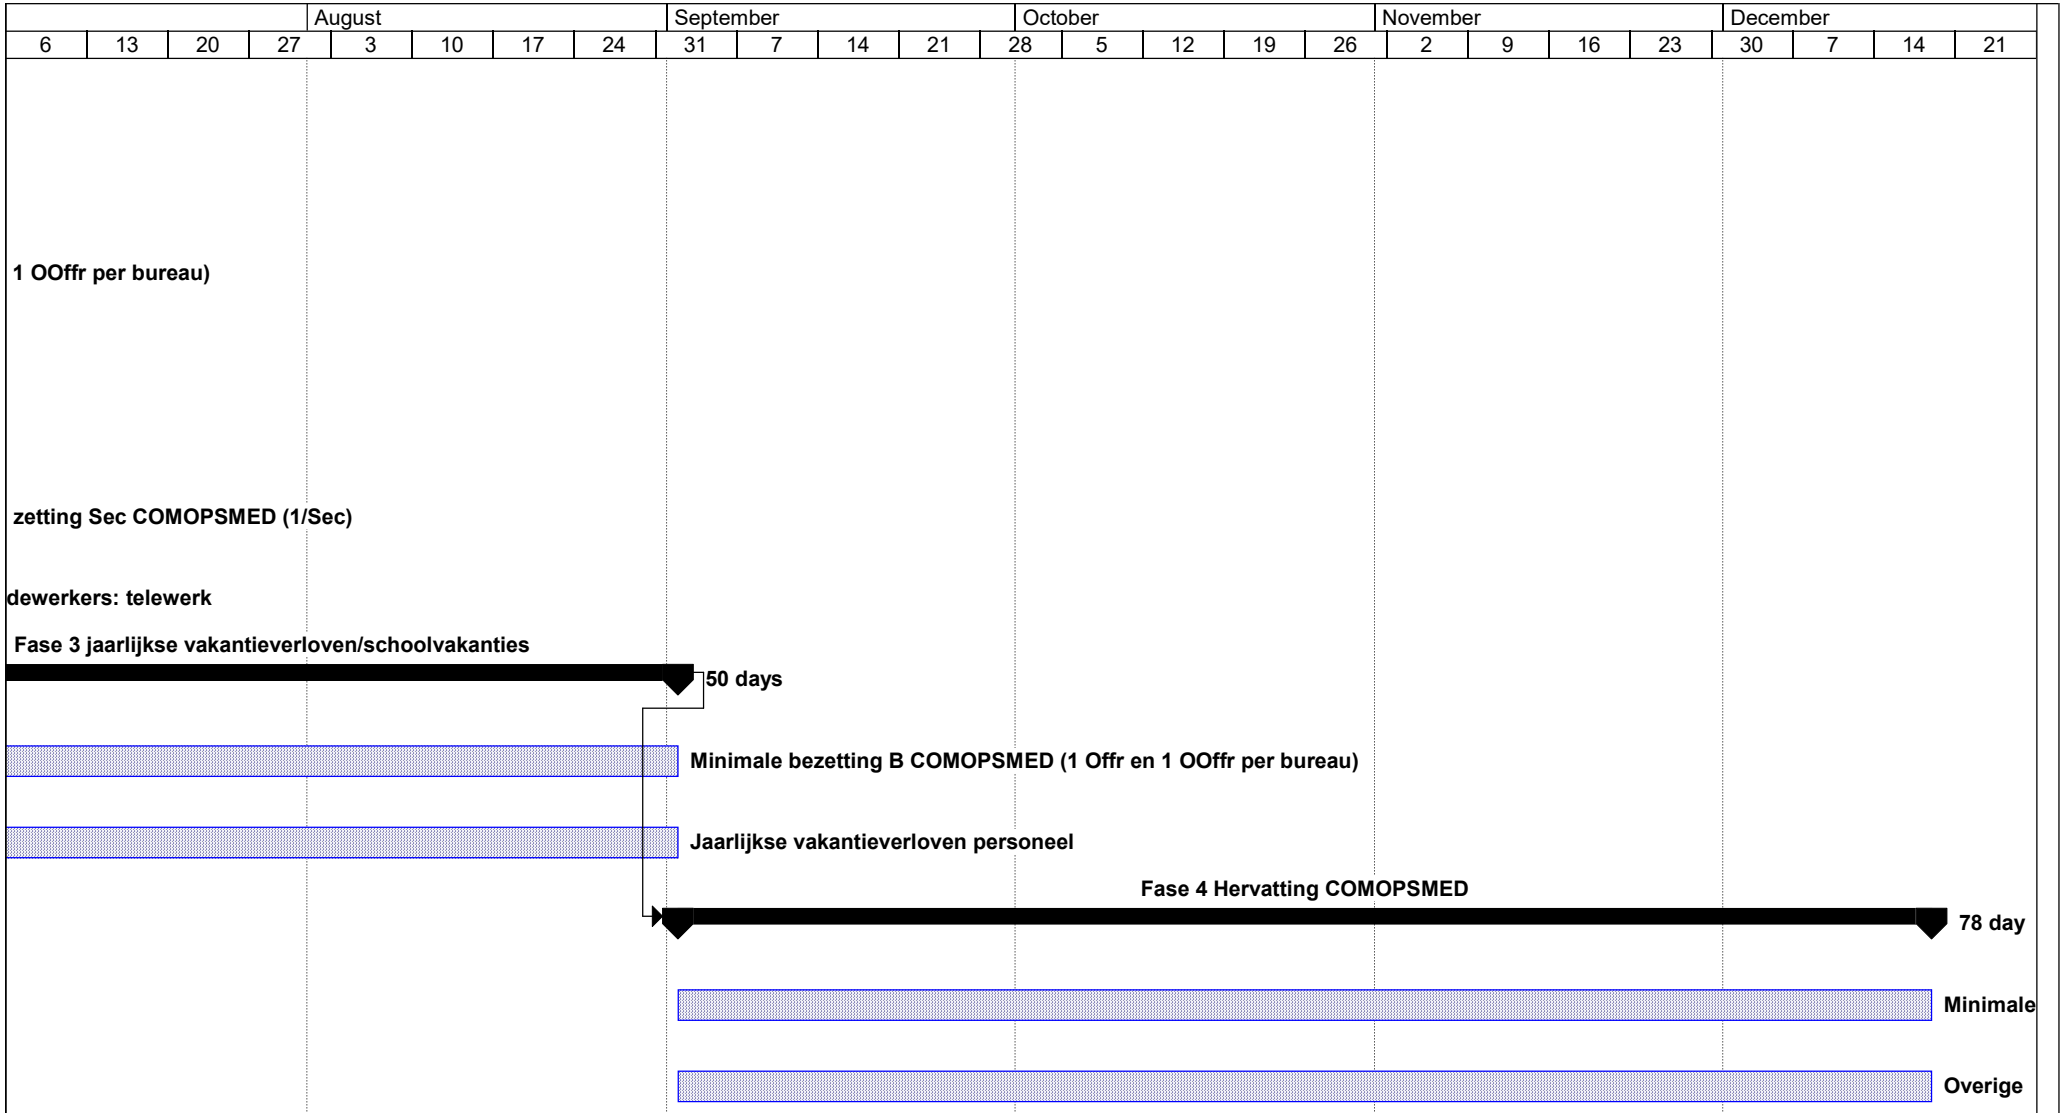 August September October November December
6 13 20 27 3 10 17 24 31 7 14 21 28 5 12 19 26 2 9 16 23 30 7 14 21
1 OOffr per bureau)
zetting Sec COMOPSMED (1/Sec)
dewerkers: telewerk
Fase 3 jaarlijkse vakantieverloven/schoolvakanties
50 days
Minimale bezetting B COMOPSMED (1 Offr en 1 OOffr per bureau)
Jaarlijkse vakantieverloven personeel
Fase 4 Hervatting COMOPSMED
78 day
Minimale
Overige